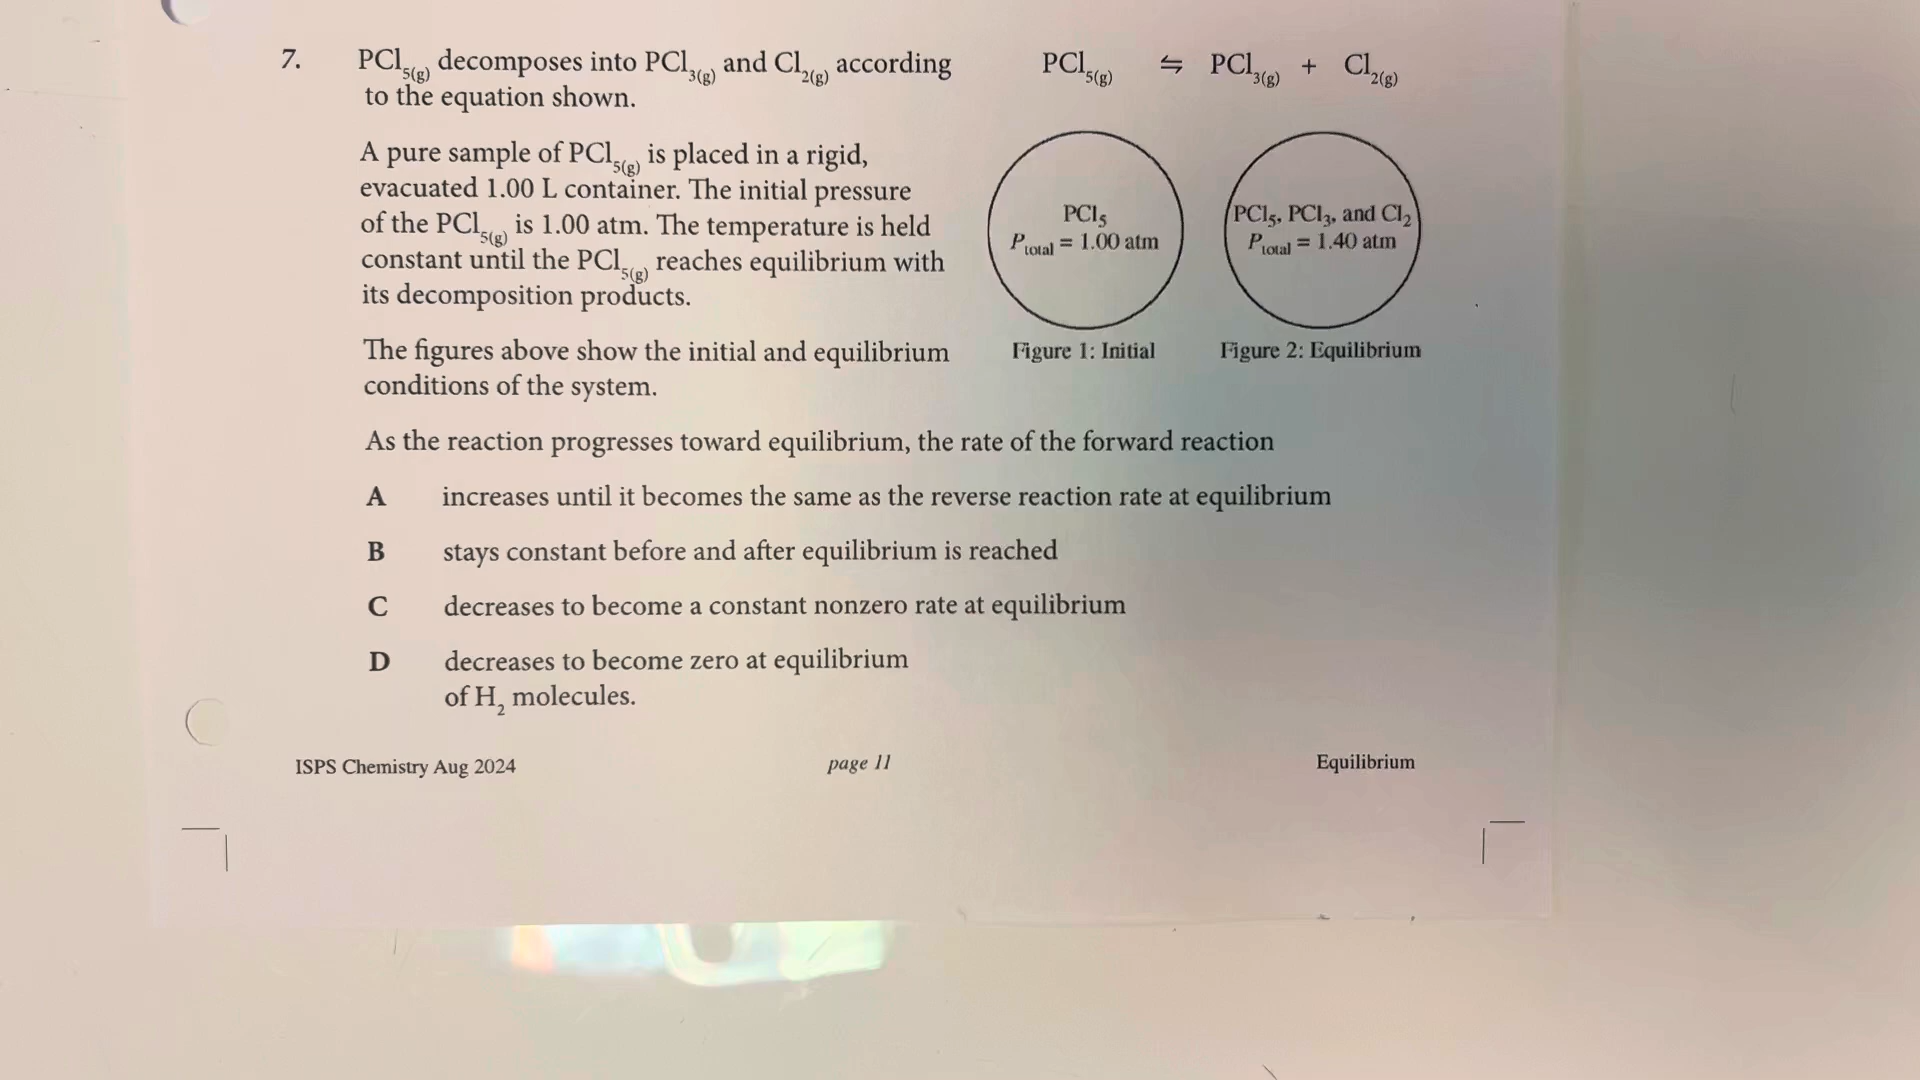 7. PCl5(g) decomposes into PCl3(g) and Cl2(g) according
to the equation shown.
PCl5(g) ⇋ PCl3(g) + Cl2(g)
A pure sample of PCl5(g) is placed in a rigid,
evacuated 1.00 L container. The initial pressure
of the PCl5(g) is 1.00 atm. The temperature is held
constant until the PCl5(g) reaches equilibrium with
its decomposition products.
PCl5
Ptotal = 1.00 atm
Figure 1: Initial
PCl5, PCl3, and Cl2
Ptotal = 1.40 atm
Figure 2: Equilibrium
The figures above show the initial and equilibrium
conditions of the system.
As the reaction progresses toward equilibrium, the rate of the forward reaction
A increases until it becomes the same as the reverse reaction rate at equilibrium
B stays constant before and after equilibrium is reached
C decreases to become a constant nonzero rate at equilibrium
D decreases to become zero at equilibrium
of H2 molecules.
ISPS Chemistry Aug 2024 page 11 Equilibrium